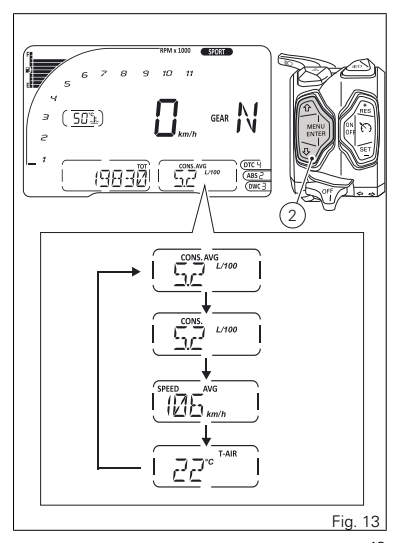 RPM x 1000 SPORT
F
E
1 2 3 4 5 6 7 8 9 10 11
50°C
0 km/h
GEAR N
TOT
19830
CONS. AVG
5.2 L/100
DTC 4
ABS 2
DWC 3
MENU
ENTER
+
RES
ON
OFF
SET
-
OFF
2
CONS. AVG
5.2 L/100
CONS.
5.2 L/100
SPEED AVG
106 km/h
T-AIR
22 °C
Fig. 13